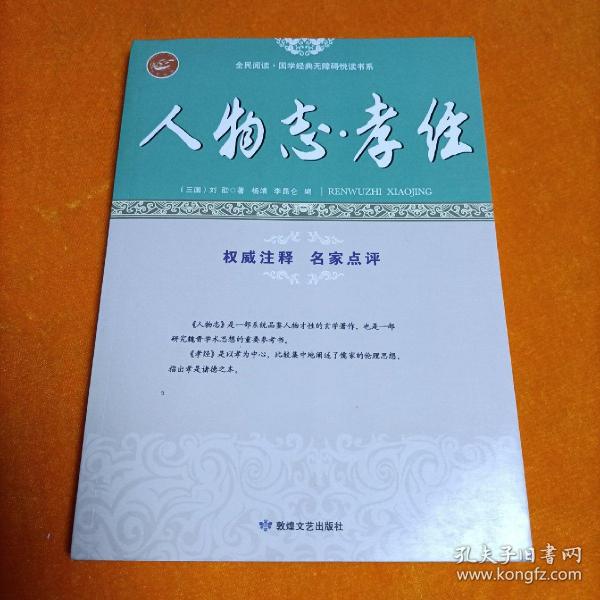 全民阅读·国学经典无障碍悦读书系
人物志·孝经
(三国)刘劭◎著 杨靖 李昆仑 编 | RENWUZHI XIAOJING
权威注释 名家点评
《人物志》是一部系统品鉴人物才性的玄学著作，也是一部
研究魏晋学术思想的重要参考书。
《孝经》是以孝为中心，比较集中地阐述了儒家的伦理思想，
指出孝是诸德之本。
敦煌文艺出版社
孔夫子旧书网
www.kongfz.com